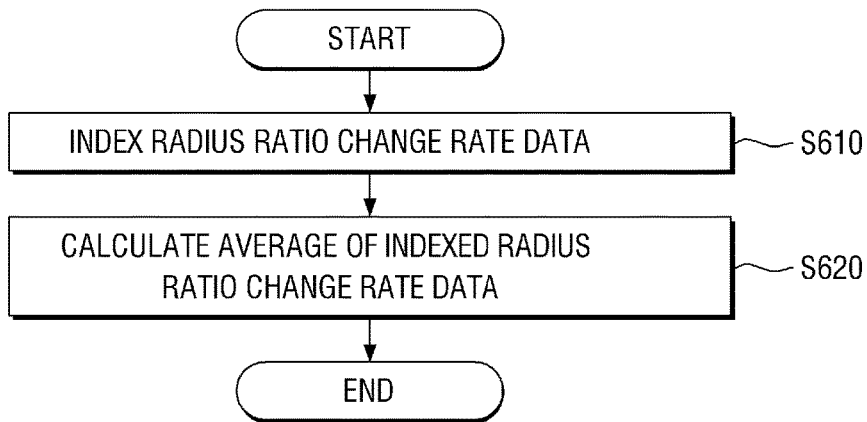 START
INDEX RADIUS RATIO CHANGE RATE DATA
S610
CALCULATE AVERAGE OF INDEXED RADIUS
RATIO CHANGE RATE DATA
S620
END